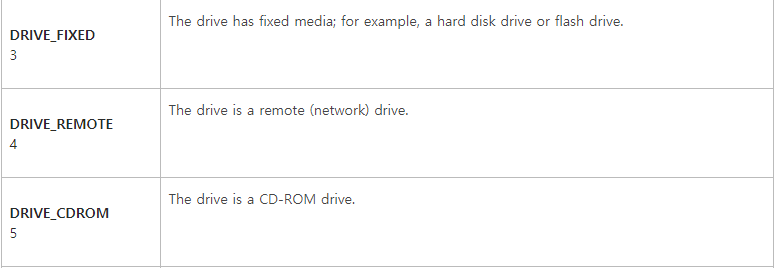 DRIVE_FIXED
3
The drive has fixed media; for example, a hard disk drive or flash drive.
DRIVE_REMOTE
4
The drive is a remote (network) drive.
DRIVE_CDROM
5
The drive is a CD-ROM drive.